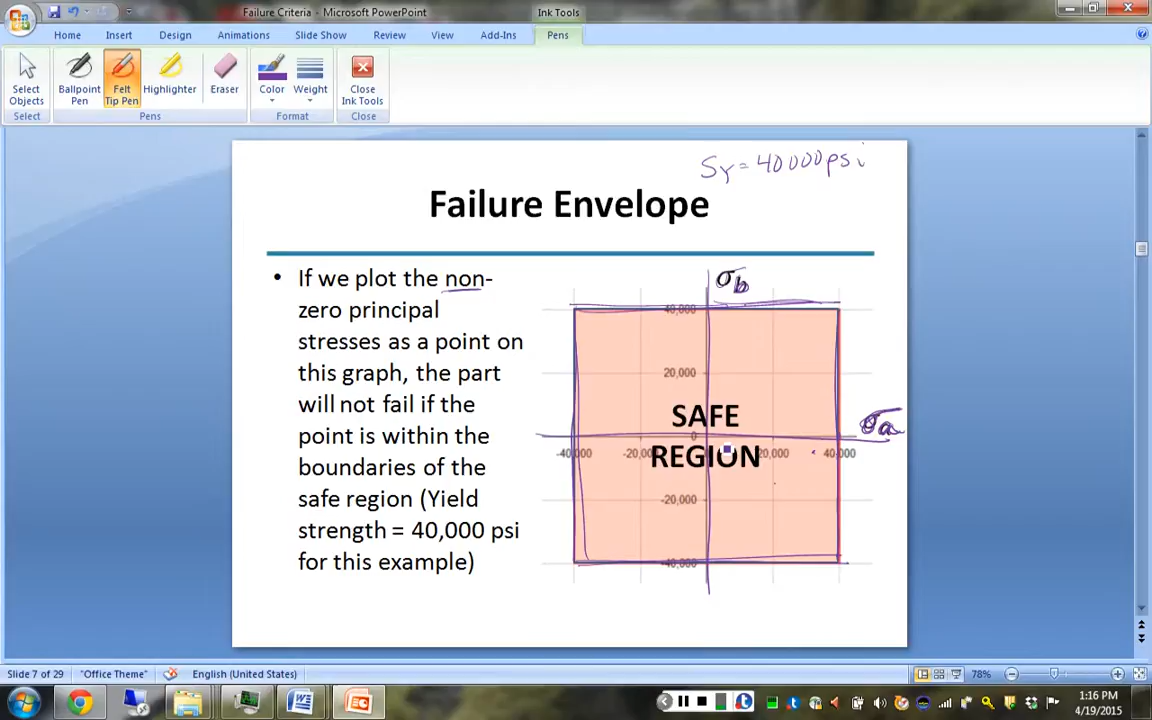 Failure Criteria - Microsoft PowerPoint
Ink Tools
Home Insert Design Animations Slide Show Review View Add-Ins Pens
Select Objects
Ballpoint Pen
Felt Tip Pen
Highlighter
Eraser
Color
Weight
Close Ink Tools
Select Pens Format Close
Sy = 40000psi
Failure Envelope
• If we plot the non-
zero principal
stresses as a point on
this graph, the part
will not fail if the
point is within the
boundaries of the
safe region (Yield
strength = 40,000 psi
for this example)
σb
40,000
20,000
SAFE
σa
0
-40,000 -20,000 20,000 40,000
REGION
-20,000
-40,000
Slide 7 of 29 "Office Theme" English (United States) 78%
1:16 PM
4/19/2015